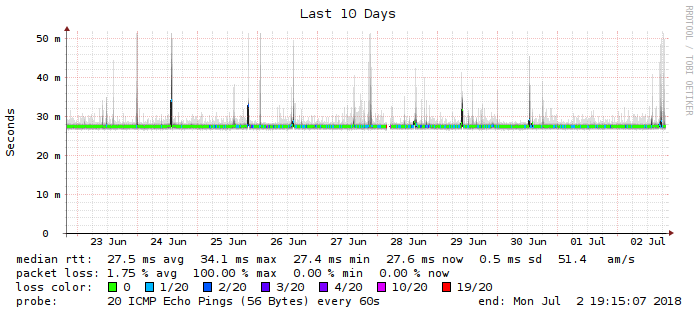 Last 10 Days
RRDTOOL / TOBI OETIKER
Seconds
50 m
40 m
30 m
20 m
10 m
0
23 Jun 24 Jun 25 Jun 26 Jun 27 Jun 28 Jun 29 Jun 30 Jun 01 Jul 02 Jul
median rtt: 27.5 ms avg 34.1 ms max 27.4 ms min 27.6 ms now 0.5 ms sd 51.4 am/s
packet loss: 1.75 % avg 100.00 % max 0.00 % min 0.00 % now
loss color: 0 1/20 2/20 3/20 4/20 10/20 19/20
probe: 20 ICMP Echo Pings (56 Bytes) every 60s end: Mon Jul 2 19:15:07 2018